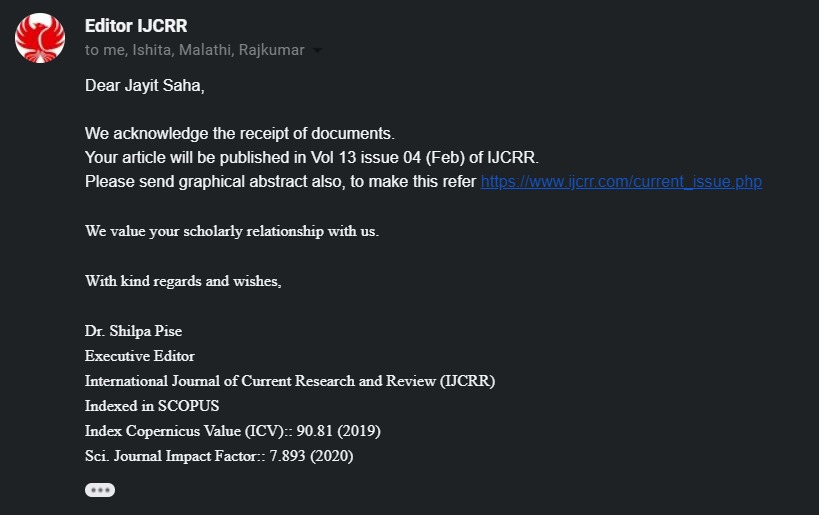 Editor IJCRR
to me, Ishita, Malathi, Rajkumar
Dear Jayit Saha,
We acknowledge the receipt of documents.
Your article will be published in Vol 13 issue 04 (Feb) of IJCRR.
Please send graphical abstract also, to make this refer https://www.ijcrr.com/current_issue.php
We value your scholarly relationship with us.
With kind regards and wishes,
Dr. Shilpa Pise
Executive Editor
International Journal of Current Research and Review (IJCRR)
Indexed in SCOPUS
Index Copernicus Value (ICV):: 90.81 (2019)
Sci. Journal Impact Factor:: 7.893 (2020)